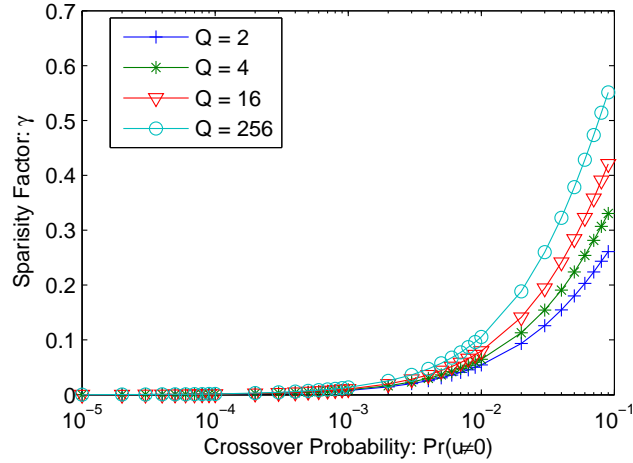 0.7
0.6
0.5
0.4
0.3
0.2
0.1
0
Sparisity Factor: γ
Q = 2
Q = 4
Q = 16
Q = 256
10⁻⁵ 10⁻⁴ 10⁻³ 10⁻² 10⁻¹
Crossover Probability: Pr(u≠0)